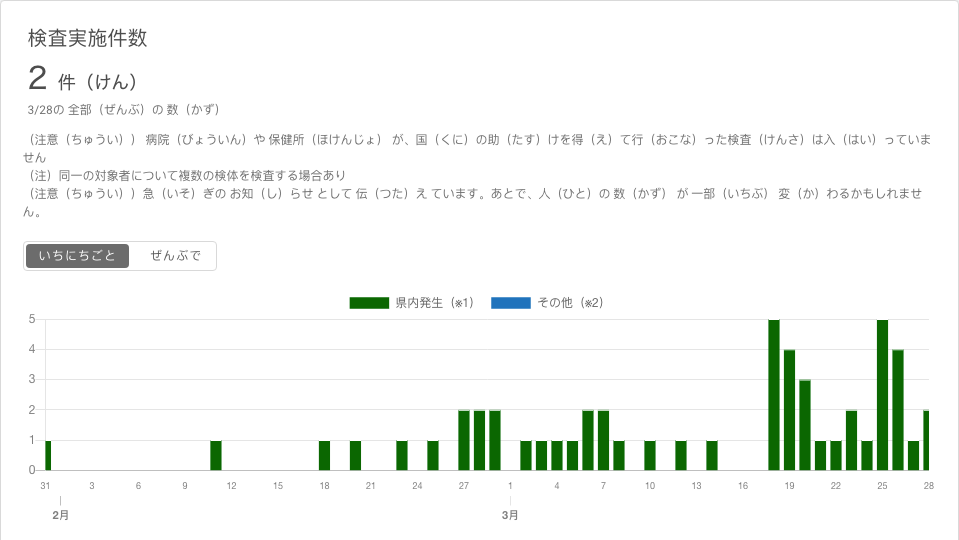 検査実施件数
2 件（けん）
3/28の 全部（ぜんぶ）の 数（かず）
（注意（ちゅうい）） 病院（びょういん）や 保健所（ほけんじょ） が、国（くに）の助（たす）けを得（え）て行（おこな）った検査（けんさ）は入（はい）っていま
せん
（注）同一の対象者について複数の検体を検査する場合あり
（注意（ちゅうい））急（いそ）ぎの お知（し）らせ として 伝（つた）え ています。あとで、人（ひと）の 数（かず） が 一部（いちぶ） 変（か）わるかもしれませ
ん。
いちにちごと ぜんぶで
県内発生（※1） その他（※2）
5
4
3
2
1
0
31 3 6 9 12 15 18 21 24 27 1 4 7 10 13 16 19 22 25 28
2月 3月